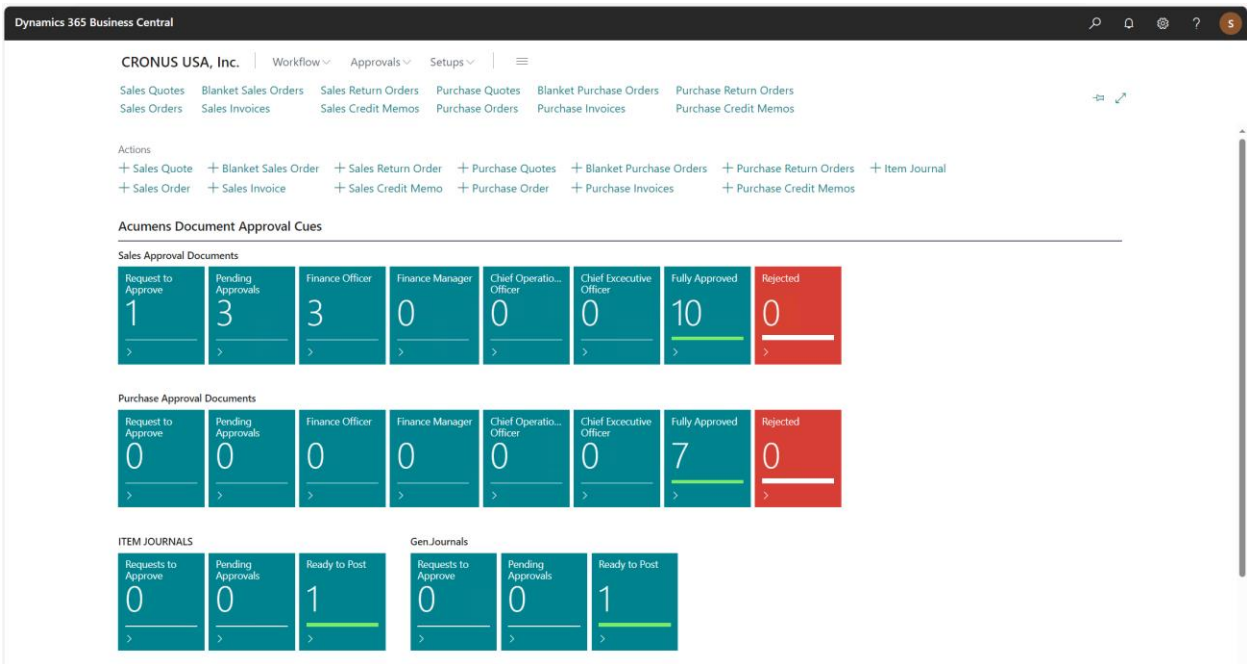 Dynamics 365 Business Central
?
S
CRONUS USA, Inc. Workflow Approvals Setups
Sales Quotes Blanket Sales Orders Sales Return Orders Purchase Quotes Blanket Purchase Orders Purchase Return Orders
Sales Orders Sales Invoices Sales Credit Memos Purchase Orders Purchase Invoices Purchase Credit Memos
Actions
+ Sales Quote + Blanket Sales Order + Sales Return Order + Purchase Quotes + Blanket Purchase Orders + Purchase Return Orders + Item Journal
+ Sales Order + Sales Invoice + Sales Credit Memo + Purchase Order + Purchase Invoices + Purchase Credit Memos
Acumens Document Approval Cues
Sales Approval Documents
Request to
Approve
1
>
Pending
Approvals
3
>
Finance Officer
3
>
Finance Manager
0
>
Chief Operatio...
Officer
0
>
Chief Excecutive
Officer
0
>
Fully Approved
10
>
Rejected
0
>
Purchase Approval Documents
Request to
Approve
0
>
Pending
Approvals
0
>
Finance Officer
0
>
Finance Manager
0
>
Chief Operatio...
Officer
0
>
Chief Excecutive
Officer
0
>
Fully Approved
7
>
Rejected
0
>
ITEM JOURNALS
Requests to
Approve
0
>
Pending
Approvals
0
>
Ready to Post
1
>
Gen.Journals
Requests to
Approve
0
>
Pending
Approvals
0
>
Ready to Post
1
>